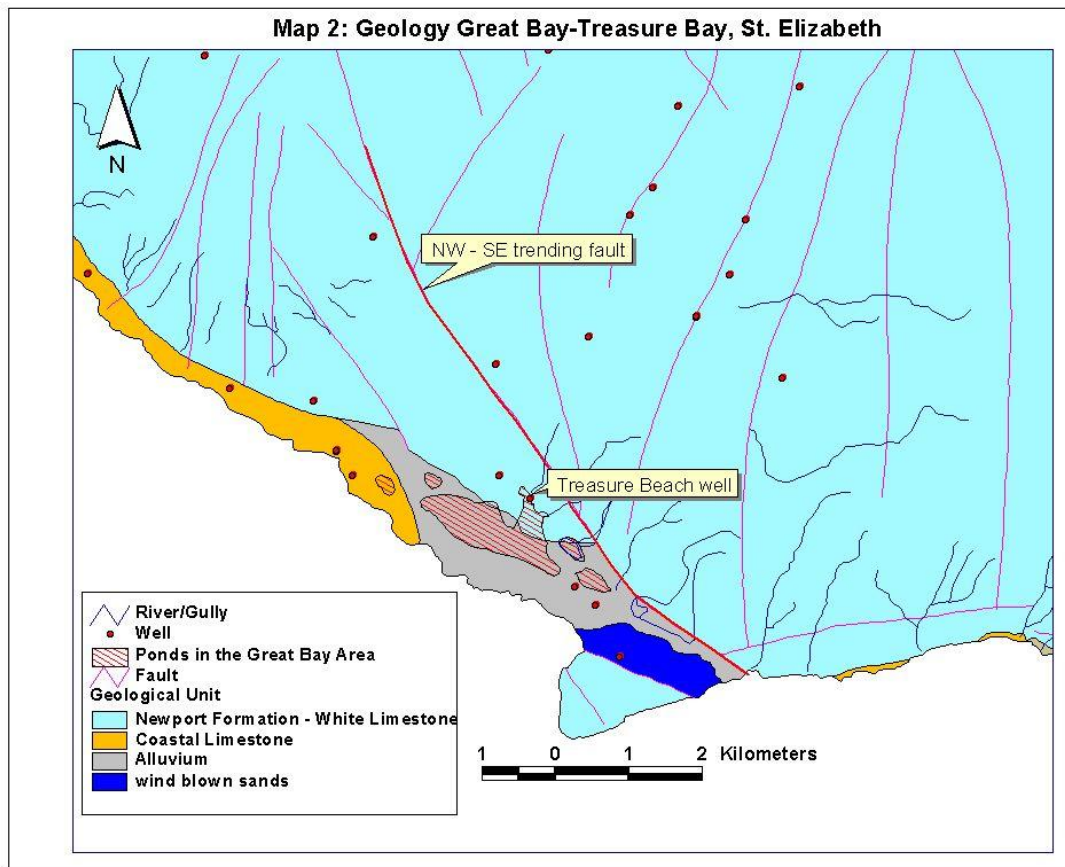 Map 2: Geology Great Bay-Treasure Bay, St. Elizabeth
N
NW - SE trending fault
Treasure Beach well
River/Gully
Well
Ponds in the Great Bay Area
Fault
Geological Unit
Newport Formation - White Limestone
Coastal Limestone
Alluvium
wind blown sands
1 0 1 2 Kilometers